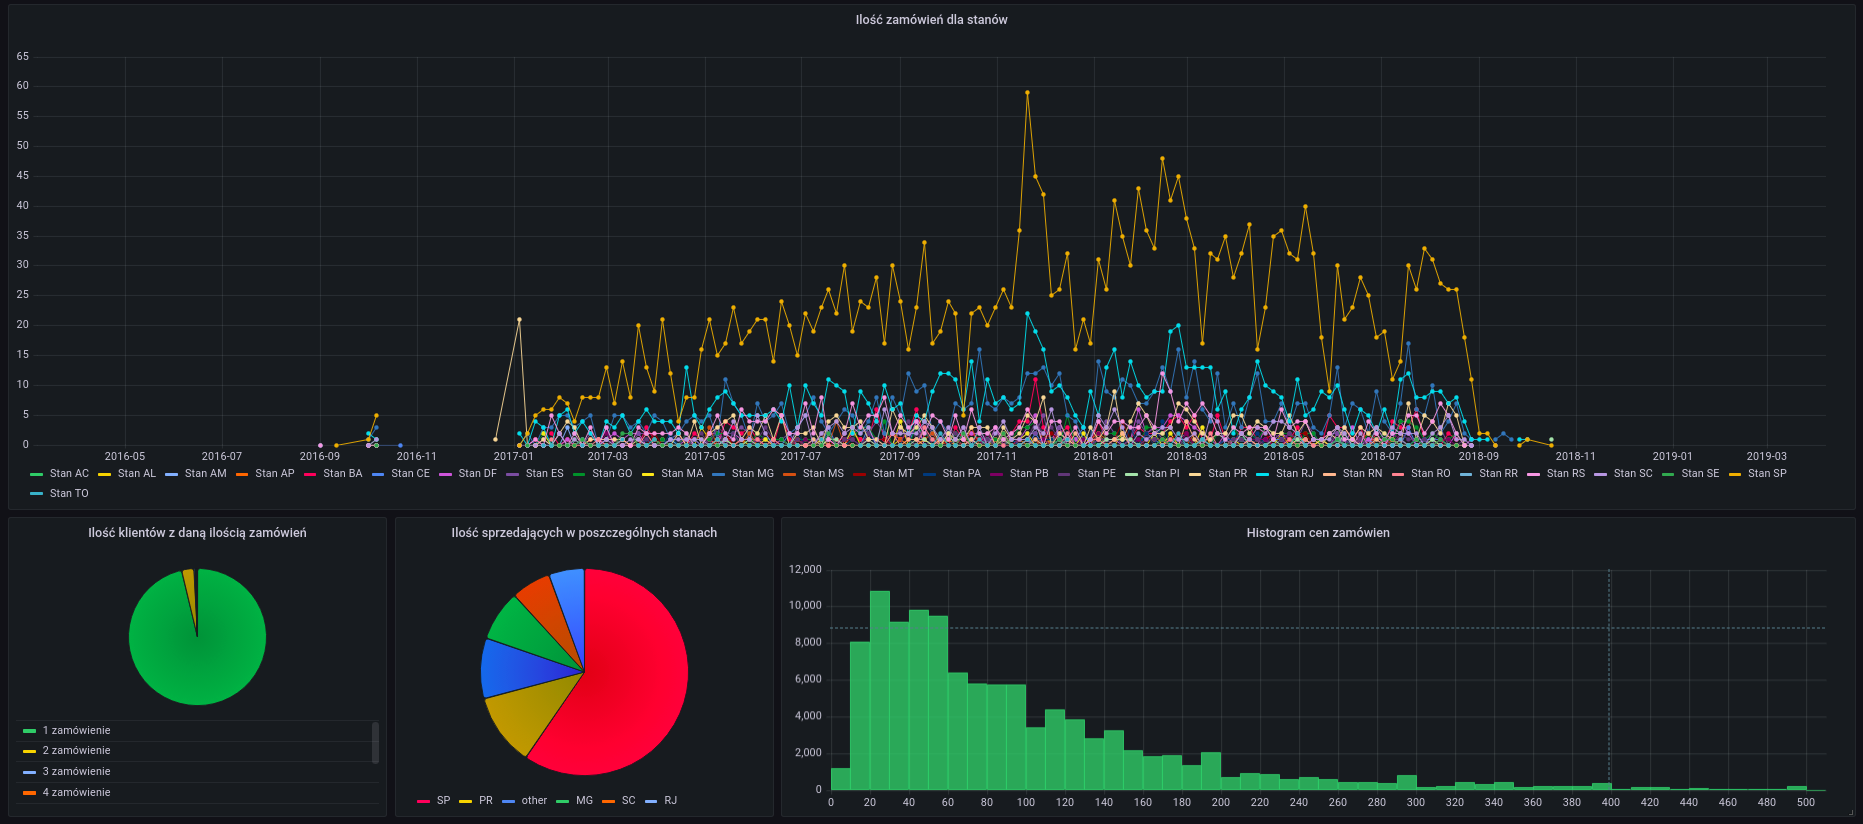 Ilość zamówień dla stanów
65
60
55
50
45
40
35
30
25
20
15
10
5
0
2016-05 2016-07 2016-09 2016-11 2017-01 2017-03 2017-05 2017-07 2017-09 2017-11 2018-01 2018-03 2018-05 2018-07 2018-09 2018-11 2019-01 2019-03
Stan AC Stan AL Stan AM Stan AP Stan BA Stan CE Stan DF Stan ES Stan GO Stan MA Stan MG Stan MS Stan MT Stan PA Stan PB Stan PE Stan PI Stan PR Stan RJ Stan RN Stan RO Stan RR Stan RS Stan SC Stan SE Stan SP
Stan TO
Ilość klientów z daną ilością zamówień
1 zamówienie
2 zamówienie
3 zamówienie
4 zamówienie
Ilość sprzedających w poszczególnych stanach
SP PR other MG SC RJ
Histogram cen zamówien
12,000
10,000
8,000
6,000
4,000
2,000
0
0 20 40 60 80 100 120 140 160 180 200 220 240 260 280 300 320 340 360 380 400 420 440 460 480 500